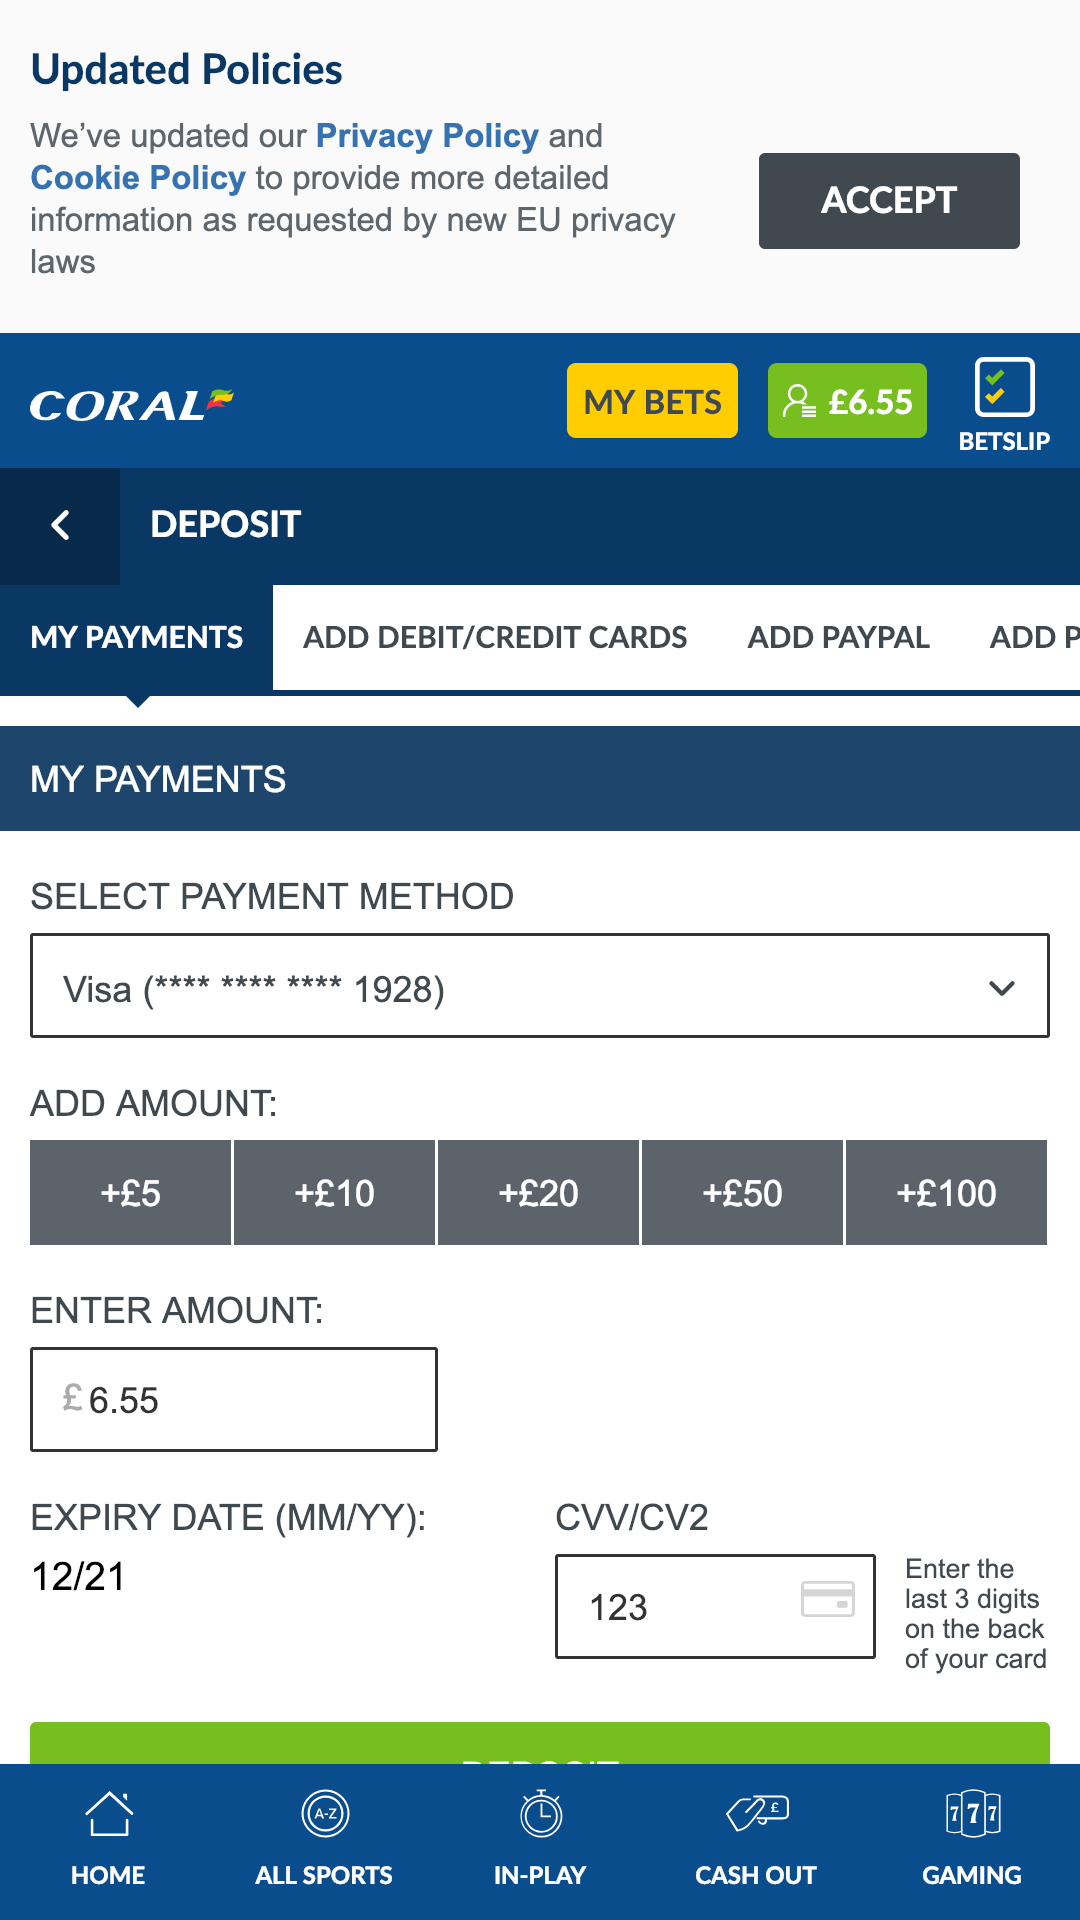 Updated Policies
We’ve updated our Privacy Policy and
Cookie Policy to provide more detailed
information as requested by new EU privacy
laws
ACCEPT
CORAL
MY BETS
£6.55
BETSLIP
DEPOSIT
MY PAYMENTS
ADD DEBIT/CREDIT CARDS
ADD PAYPAL
ADD P
MY PAYMENTS
SELECT PAYMENT METHOD
Visa (**** **** **** 1928)
ADD AMOUNT:
+£5
+£10
+£20
+£50
+£100
ENTER AMOUNT:
£ 6.55
EXPIRY DATE (MM/YY):
12/21
CVV/CV2
123
Enter the
last 3 digits
on the back
of your card
A-Z
£
7 7 7
HOME
ALL SPORTS
IN-PLAY
CASH OUT
GAMING